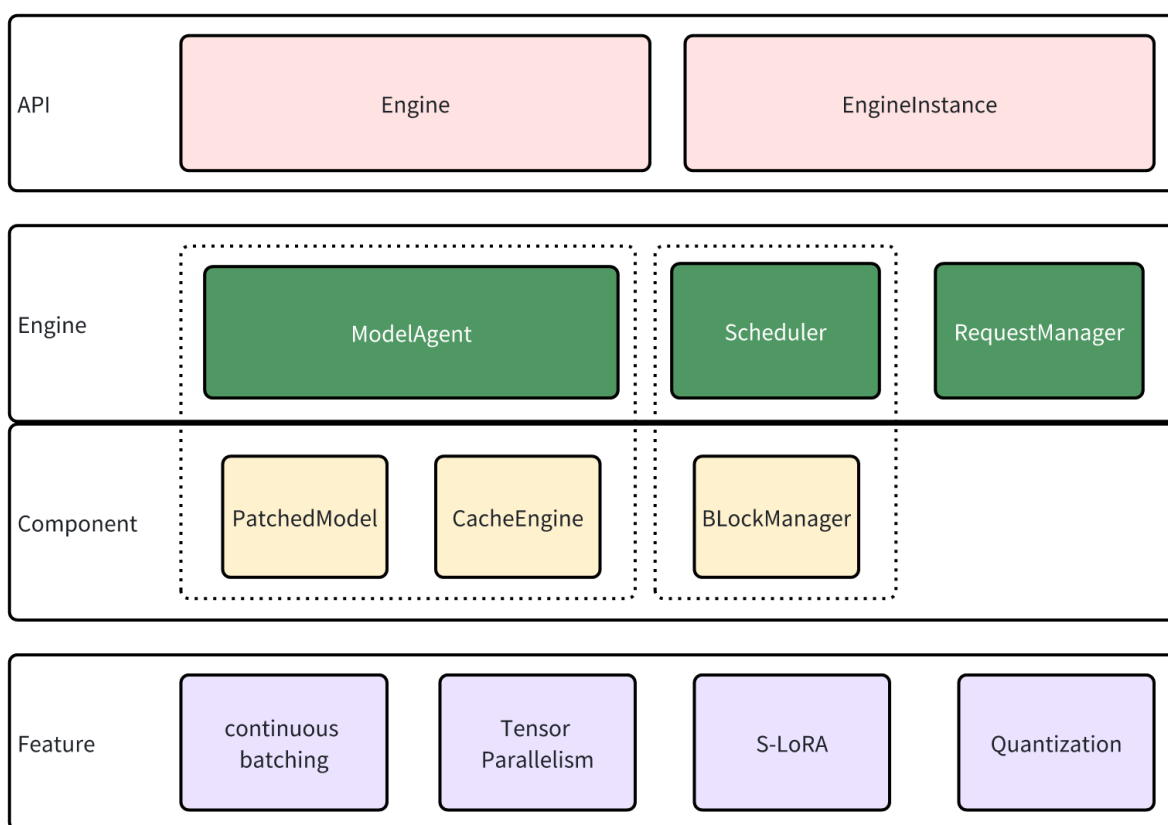 API
Engine
EngineInstance
Engine
ModelAgent
Scheduler
RequestManager
Component
PatchedModel
CacheEngine
BLockManager
Feature
continuous
batching
Tensor
Parallelism
S-LoRA
Quantization